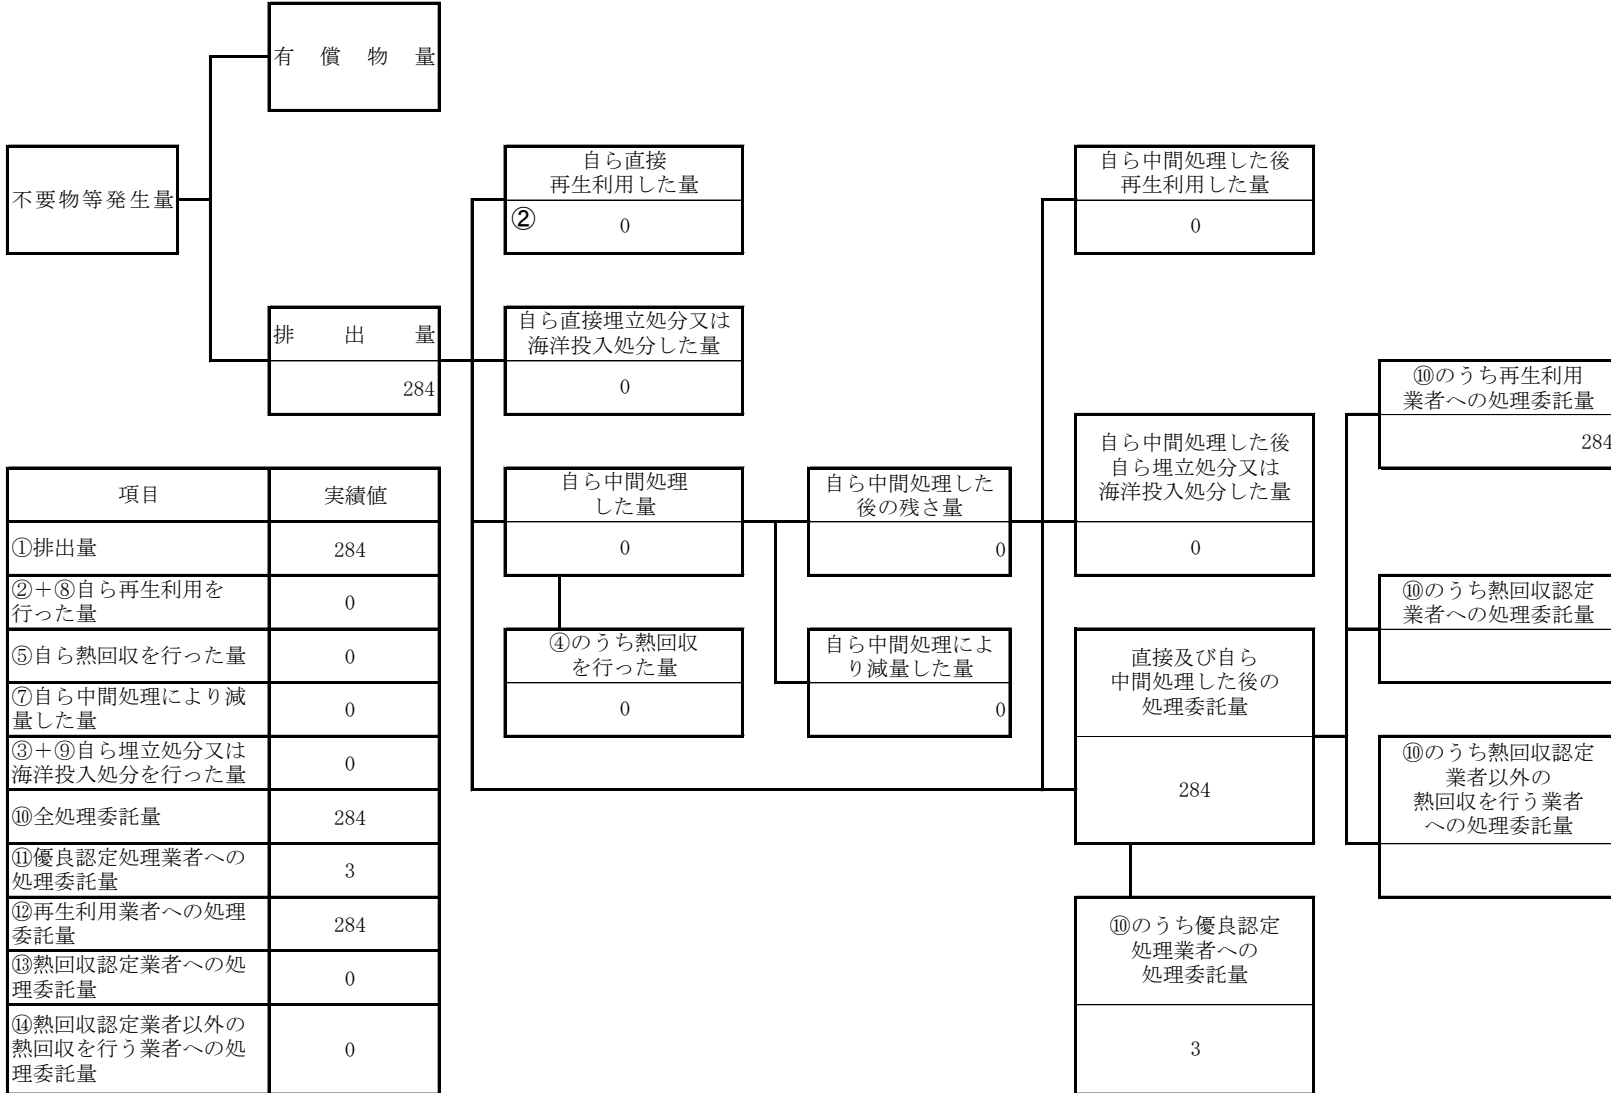 有償物量
不要物等発生量
排出量
284
自ら直接
再生利用した量
②
0
自ら直接埋立処分又は
海洋投入処分した量
0
自ら中間処理
した量
0
④のうち熱回収
を行った量
0
自ら中間処理した
後の残さ量
0
自ら中間処理によ
り減量した量
0
自ら中間処理した後
再生利用した量
0
自ら中間処理した後
自ら埋立処分又は
海洋投入処分した量
0
直接及び自ら
中間処理した後の
処理委託量
284
⑩のうち優良認定
処理業者への
処理委託量
3
⑩のうち再生利用
業者への処理委託量
284
⑩のうち熱回収認定
業者への処理委託量
⑩のうち熱回収認定
業者以外の
熱回収を行う業者
への処理委託量
項目 実績値
①排出量 284
②＋⑧自ら再生利用を
行った量 0
⑤自ら熱回収を行った量 0
⑦自ら中間処理により減
量した量 0
③＋⑨自ら埋立処分又は
海洋投入処分を行った量 0
⑩全処理委託量 284
⑪優良認定処理業者への
処理委託量 3
⑫再生利用業者への処理
委託量 284
⑬熱回収認定業者への処
理委託量 0
⑭熱回収認定業者以外の
熱回収を行う業者への処
理委託量 0